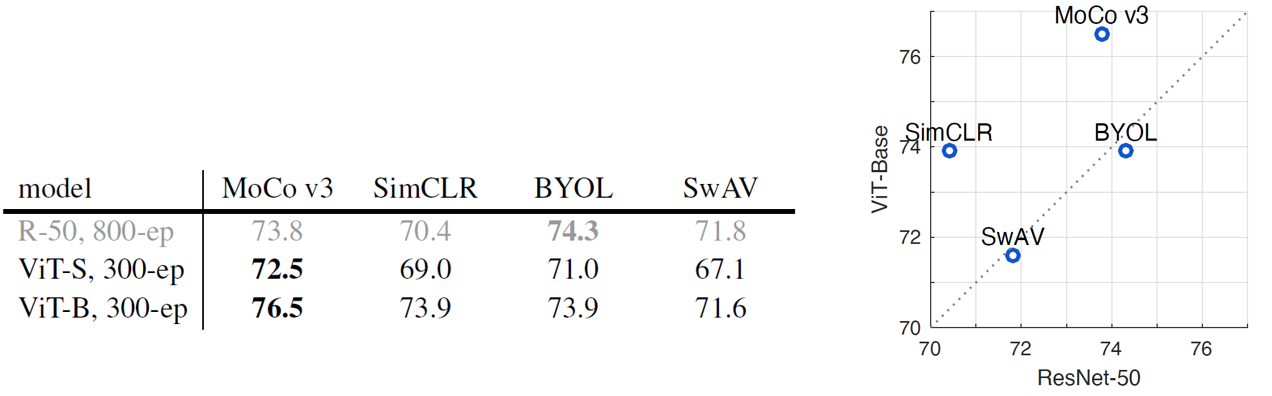 model MoCo v3 SimCLR BYOL SwAV
R-50, 800-ep 73.8 70.4 74.3 71.8
ViT-S, 300-ep 72.5 69.0 71.0 67.1
ViT-B, 300-ep 76.5 73.9 73.9 71.6
MoCo v3
76
SimCLR
BYOL
74
ViT-Base
72
SwAV
70
70 72 74 76
ResNet-50